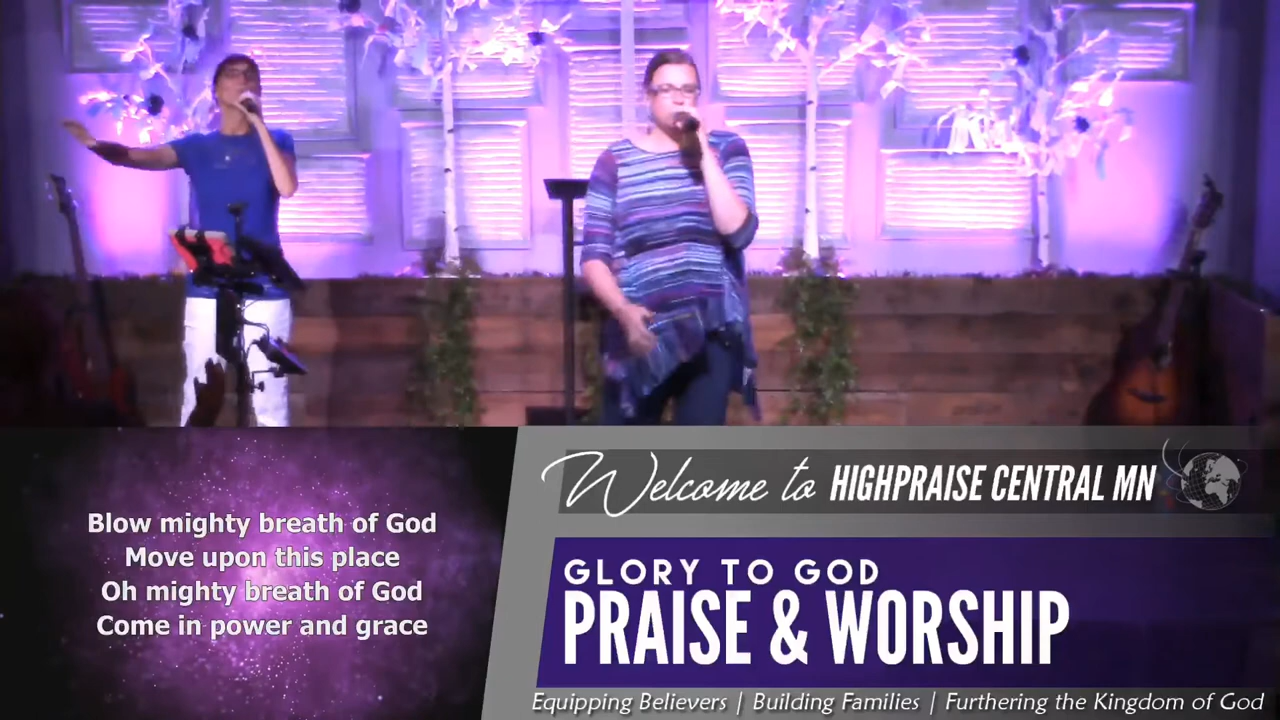 Blow mighty breath of God
Move upon this place
Oh mighty breath of God
Come in power and grace
Welcome to HIGHPRAISE CENTRAL MN
GLORY TO GOD
PRAISE & WORSHIP
Equipping Believers | Building Families | Furthering the Kingdom of God